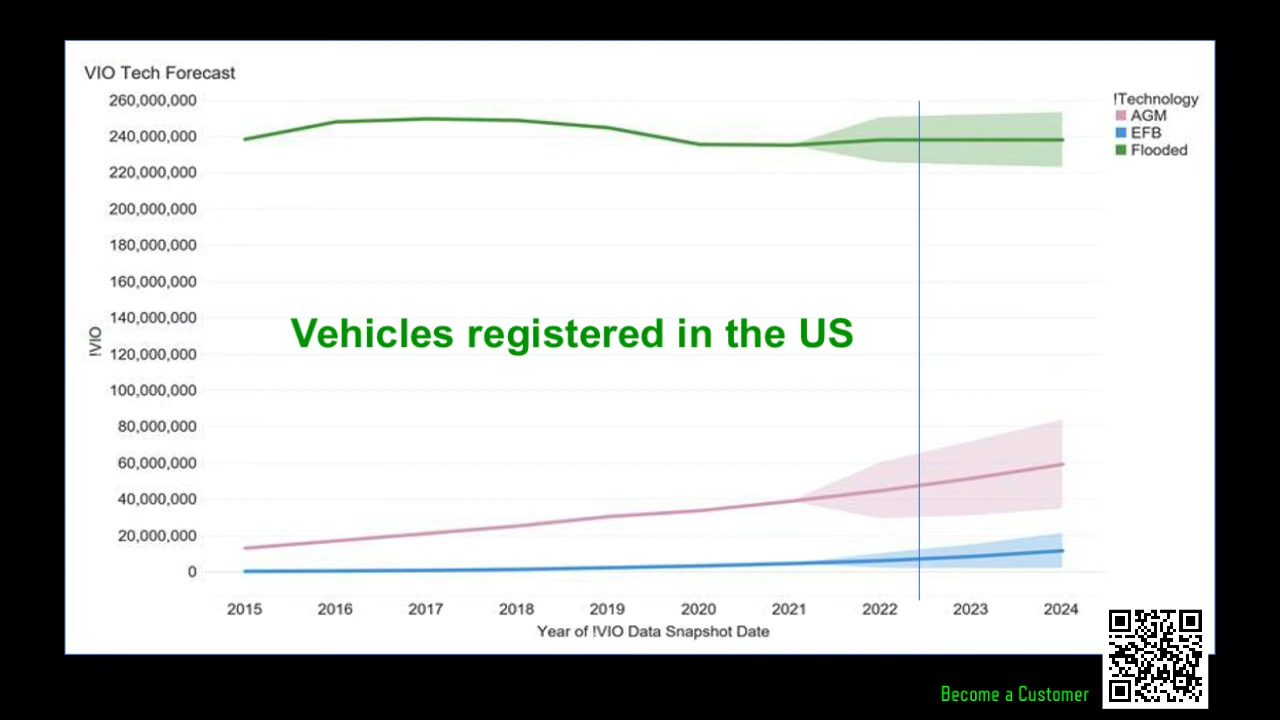 VIO Tech Forecast
260,000,000
240,000,000
220,000,000
200,000,000
180,000,000
160,000,000
140,000,000
120,000,000
100,000,000
80,000,000
60,000,000
40,000,000
20,000,000
0
!VIO
Vehicles registered in the US
!Technology
AGM
EFB
Flooded
2015 2016 2017 2018 2019 2020 2021 2022 2023 2024
Year of !VIO Data Snapshot Date
Become a Customer